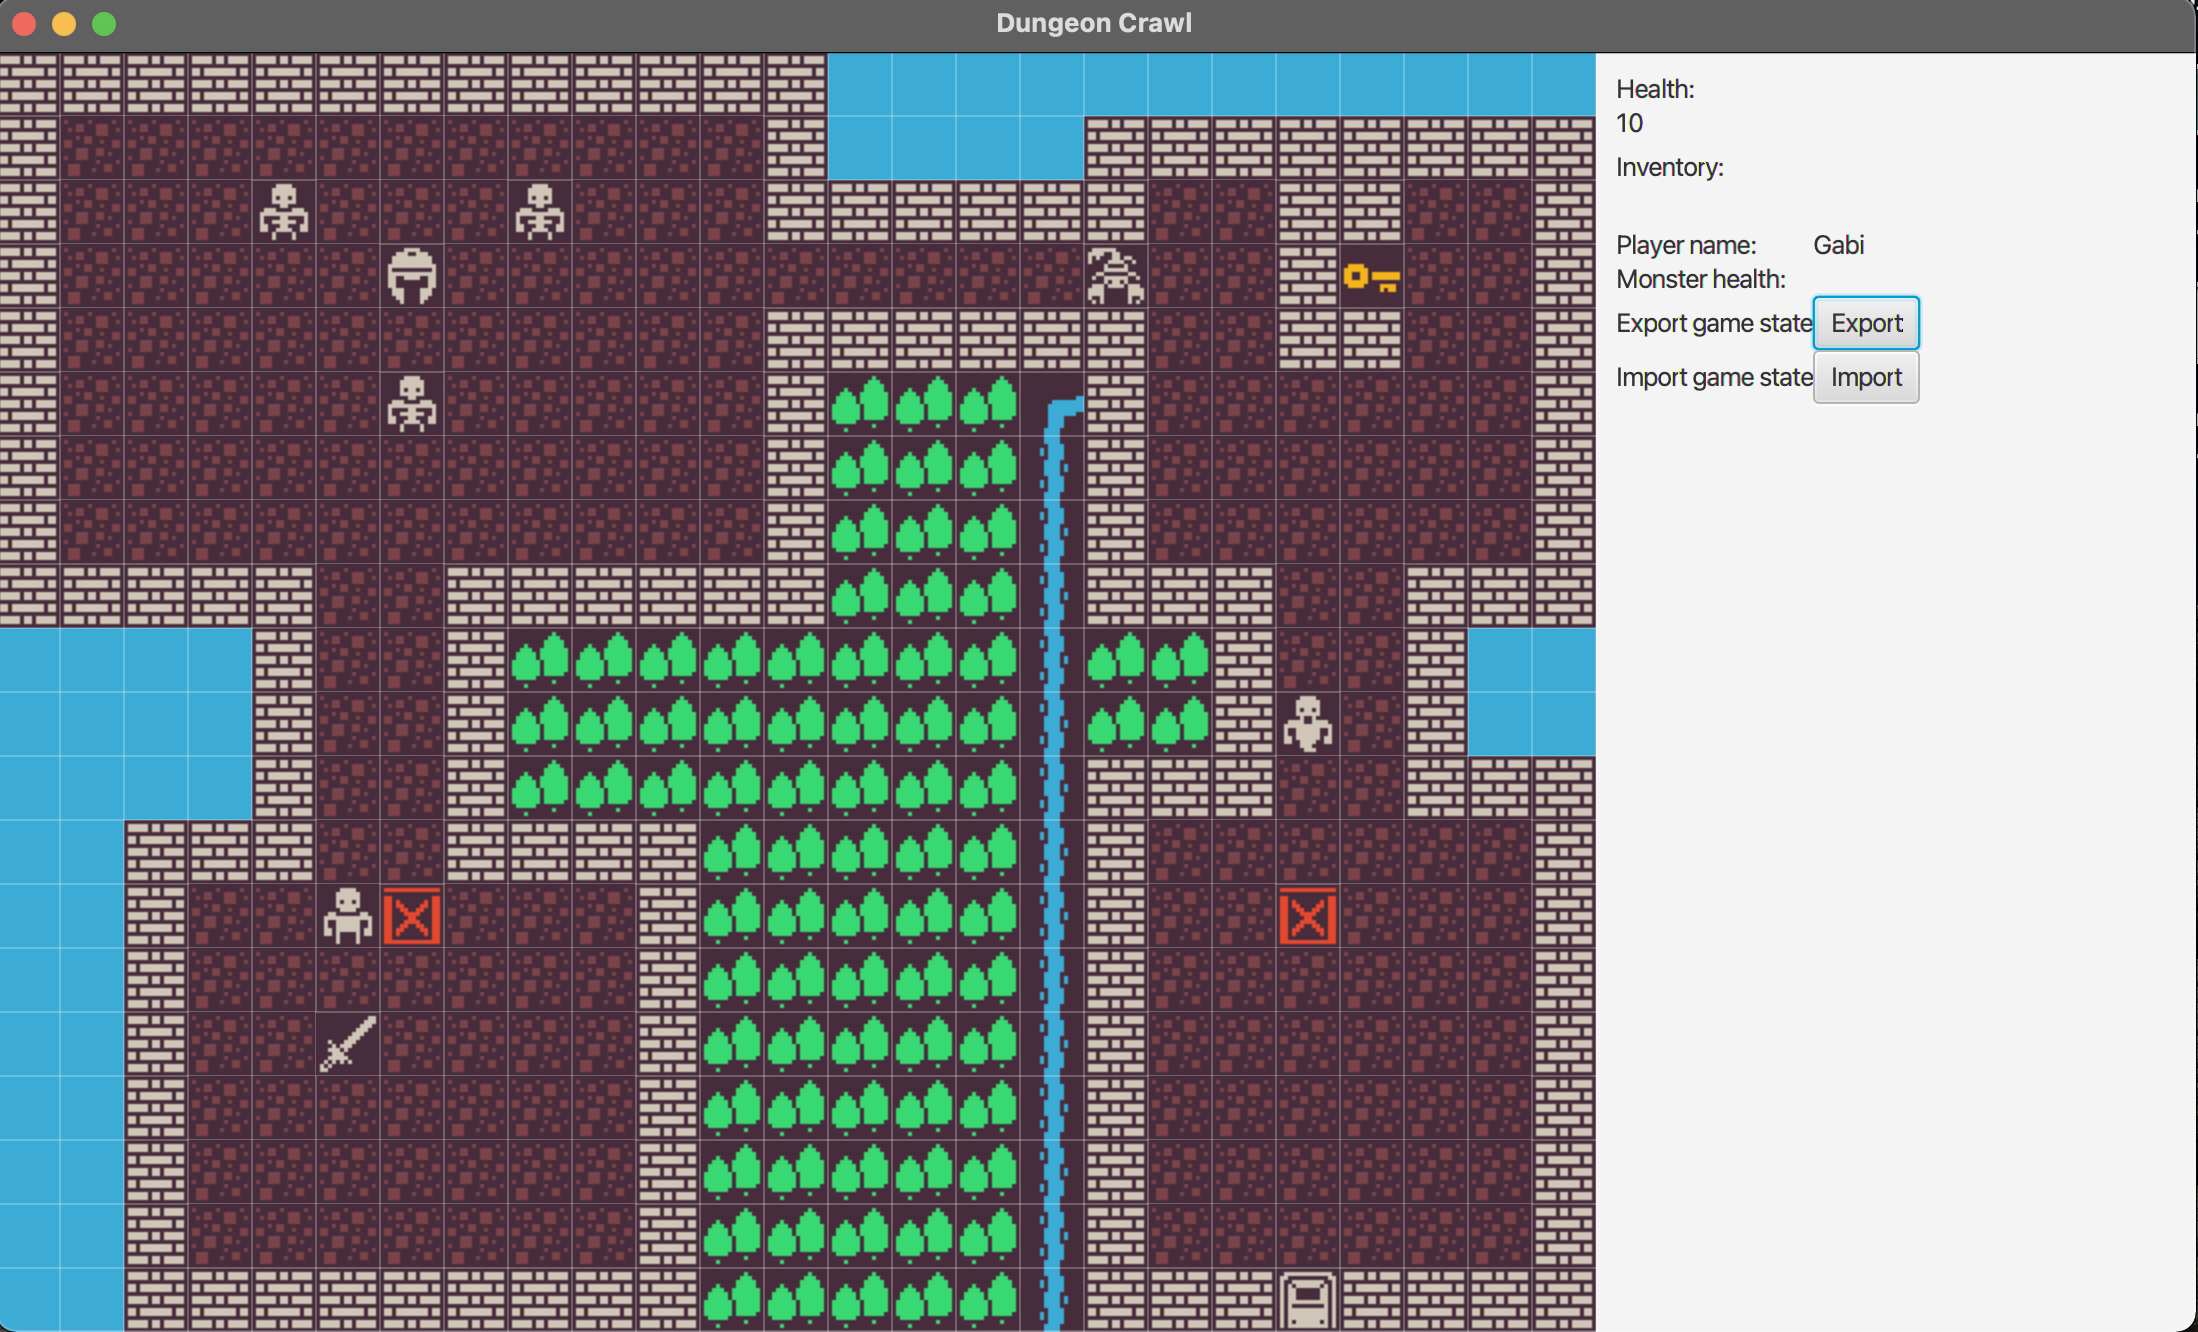 Dungeon Crawl
Health:
10
Inventory:
Player name: Gabi
Monster health:
Export game state Export
Import game state Import